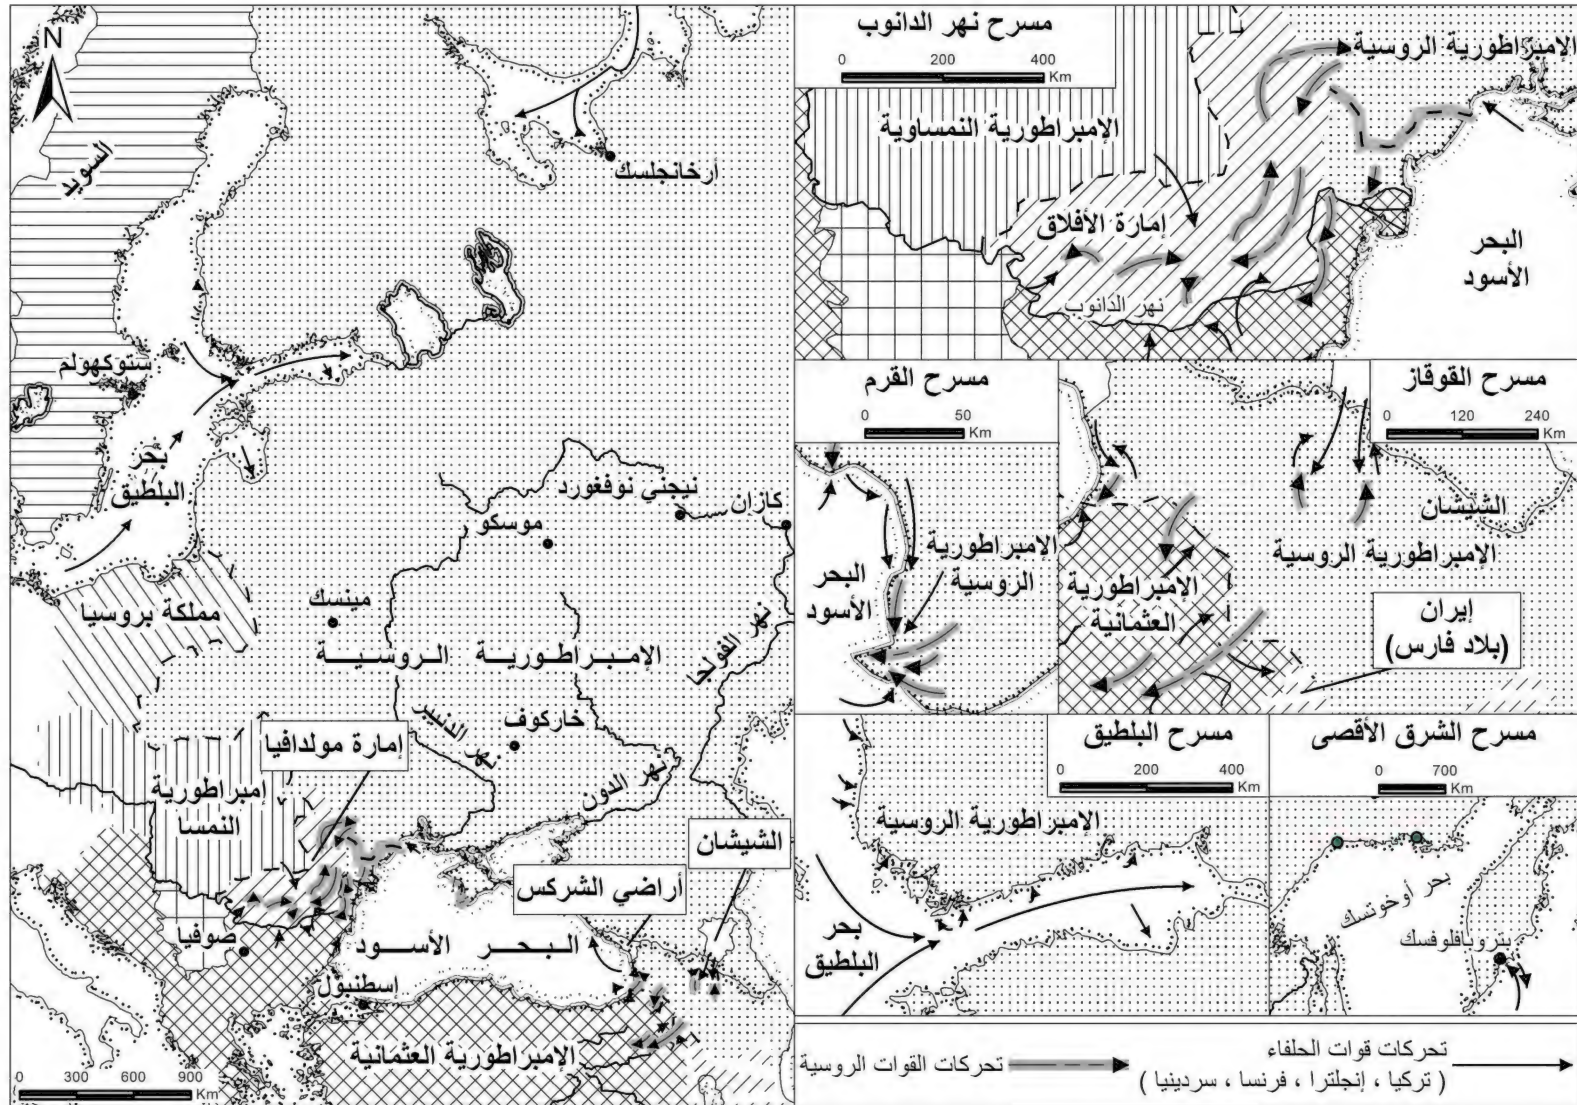 N
السويد
أرخانجلسك
ستوكهولم
بحر
البلطيق
نيجني نوفغورد
كازان
موسكو
مينسك
مملكة بروسيا
الإمبراطورية الروسية
نهر الفولجا
نهر الدنيبر
خاركوف
نهر الدون
إمارة مولدافيا
إمبراطورية
النمسا
الشيشان
أراضي الشركس
صوفيا
البحر الأسود
اسطنبول
الإمبراطورية العثمانية
0 300 600 900
Km
مسرح نهر الدانوب
0 200 400
Km
الإمبراطورية الروسية
الإمبراطورية النمساوية
إمارة الأفلاق
نهر الدانوب
البحر
الأسود
مسرح القرم
0 50
Km
الإمبراطورية
الروسية
البحر
الأسود
مسرح القوقاز
0 120 240
Km
الشيشان
الإمبراطورية الروسية
الإمبراطورية
العثمانية
إيران
(بلاد فارس)
مسرح البلطيق
0 200 400
Km
الإمبراطورية الروسية
بحر
البلطيق
مسرح الشرق الأقصى
0 700
Km
بحر أوخوتسك
بتروبافلوفسك
تحركات قوات الحلفاء
( تركيا ، إنجلترا ، فرنسا ، سردينيا )
تحركات القوات الروسية